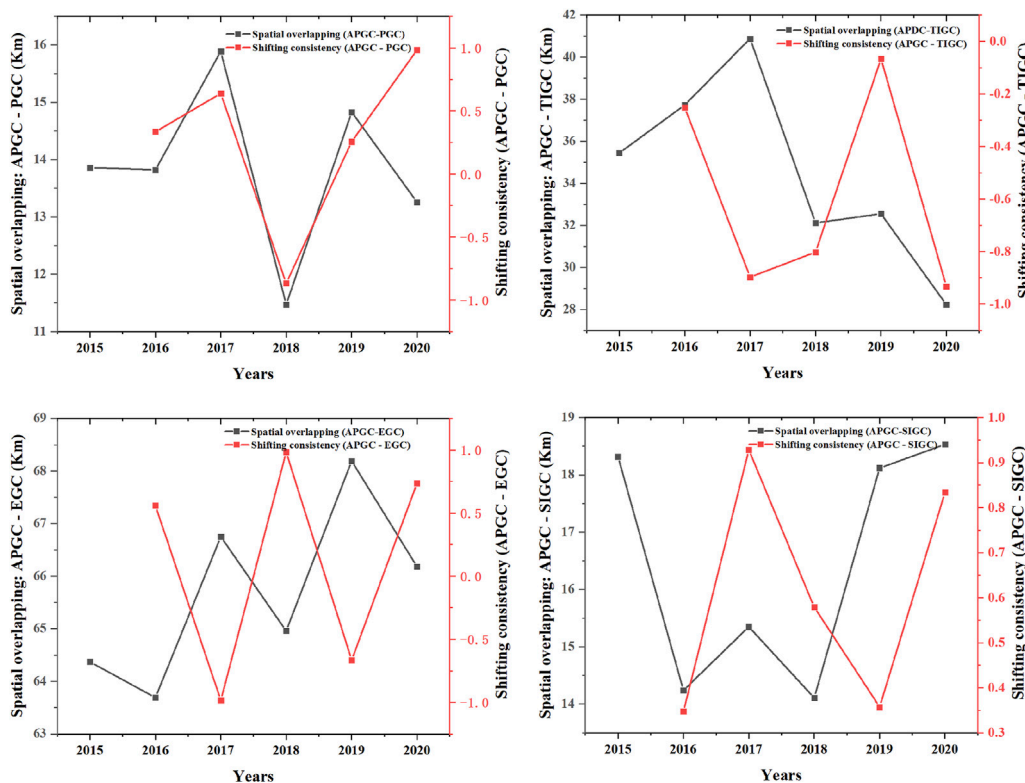 Spatial overlapping: APGC - PGC (Km)
16
15
14
13
12
11
Spatial overlapping (APGC-PGC)
Shifting consistency (APGC - PGC)
1.0
0.5
0.0
−0.5
−1.0
Shifting consistency (APGC - PGC)
2015 2016 2017 2018 2019 2020
Years
Spatial overlapping: APGC - TIGC (Km)
42
40
38
36
34
32
30
28
Spatial overlapping (APDC-TIGC)
Shifting consistency (APGC - TIGC)
0.0
-0.2
-0.4
-0.6
-0.8
-1.0
Shifting consistency (APGC - TIGC)
2015 2016 2017 2018 2019 2020
Years
Spatial overlapping: APGC - EGC (Km)
69
68
67
66
65
64
63
Spatial overlapping (APGC-EGC)
Shifting consistency (APGC - EGC)
1.0
0.5
0.0
−0.5
−1.0
Shifting consistency (APGC - EGC)
2015 2016 2017 2018 2019 2020
Years
Spatial overlapping: APGC - SIGC (Km)
19
18
17
16
15
14
Spatial overlapping (APGC-SIGC)
Shifting consistency (APGC - SIGC)
1.0
0.9
0.8
0.7
0.6
0.5
0.4
0.3
Shifting consistency (APGC - SIGC)
2015 2016 2017 2018 2019 2020
Years